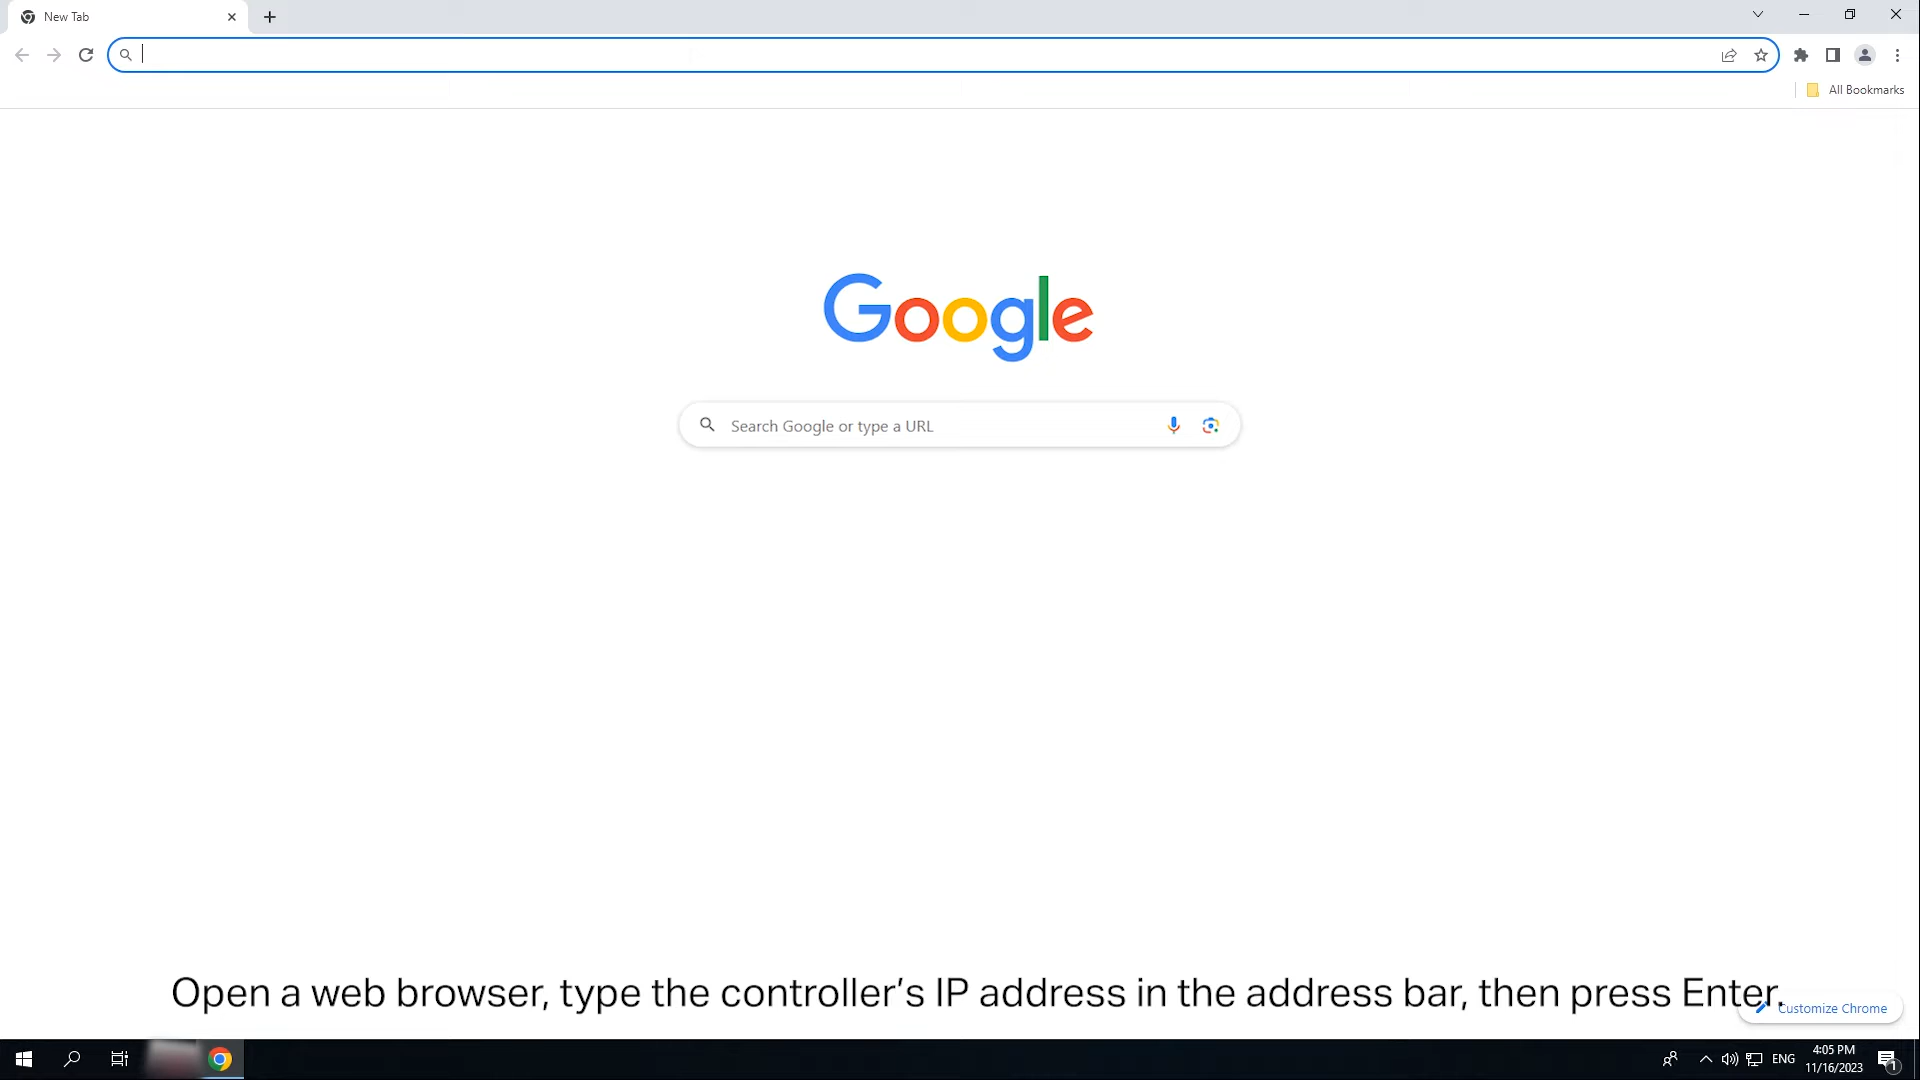 New Tab
All Bookmarks
Google
Search Google or type a URL
Open a web browser, type the controller’s IP address in the address bar, then press Enter.
Customize Chrome
ENG
4:05 PM
11/16/2023
1